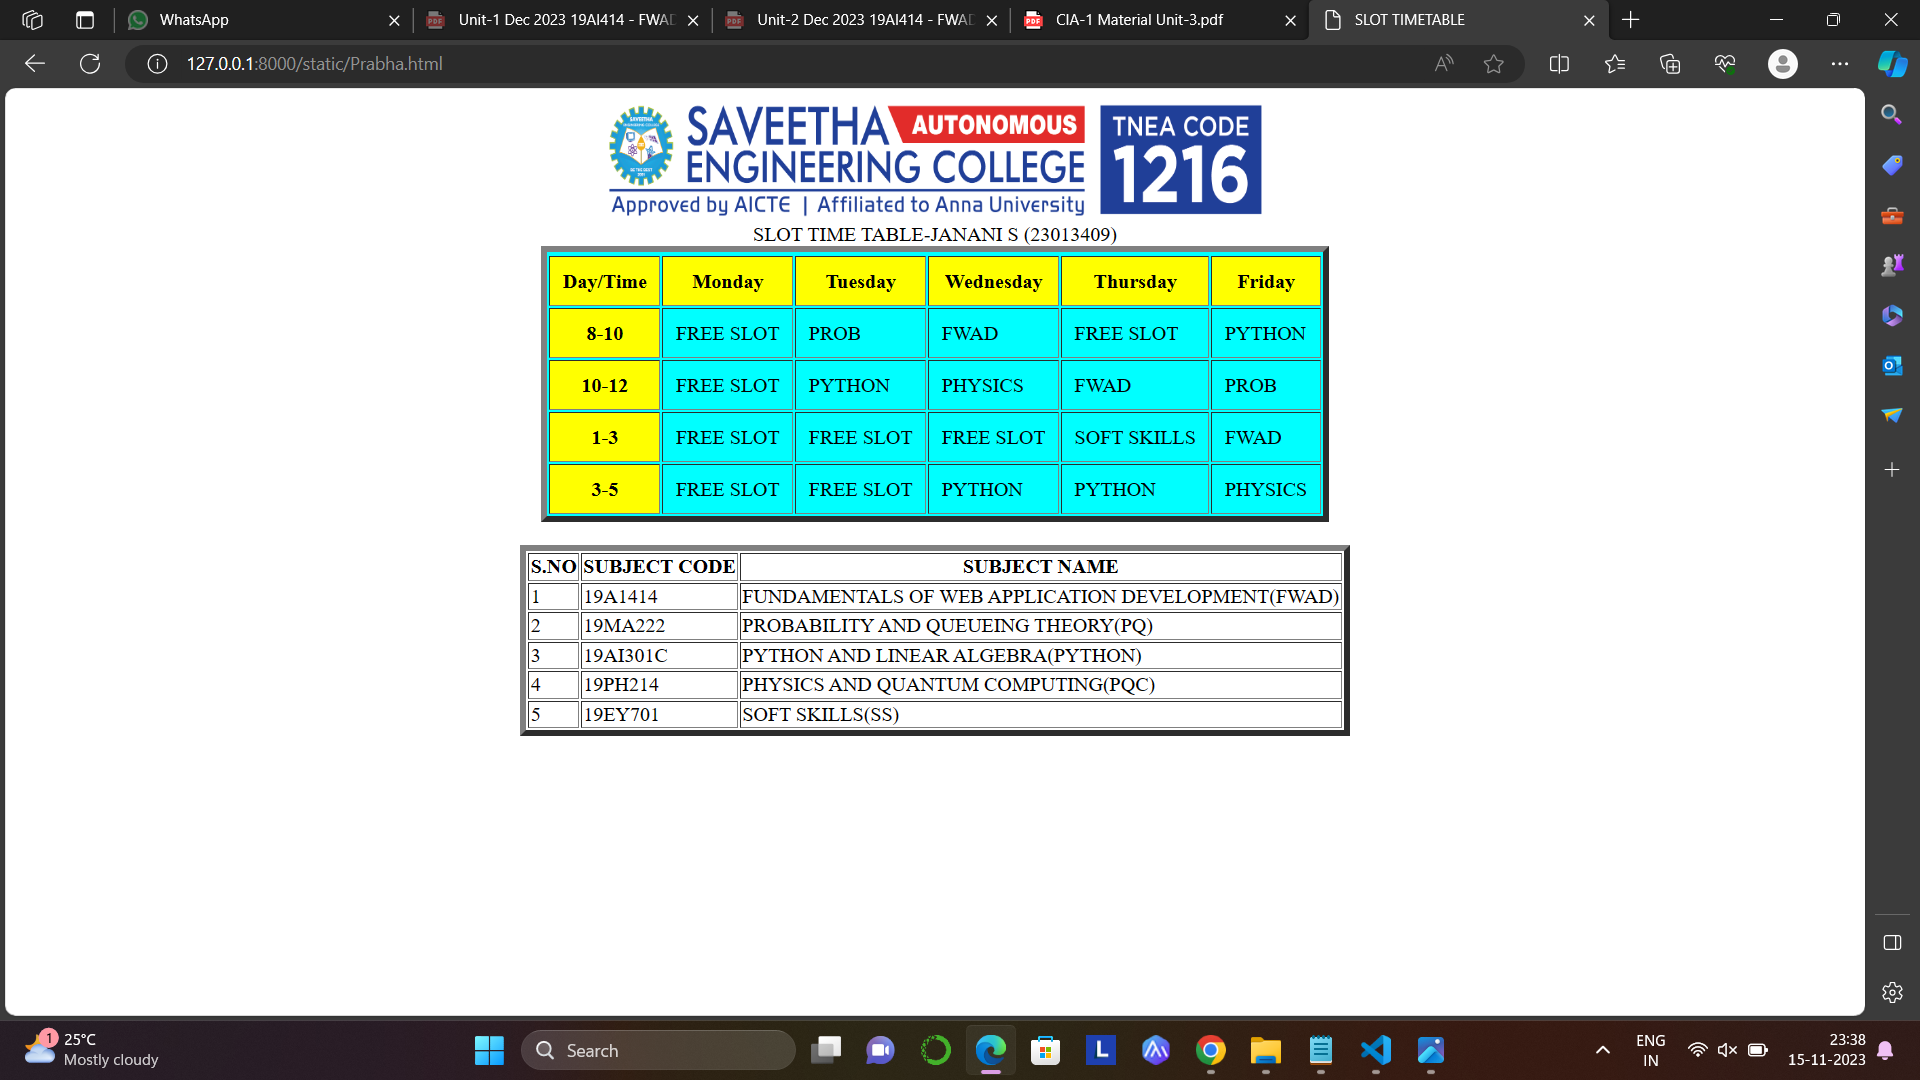 WhatsApp
Unit-1 Dec 2023 19AI414 - FWAD
Unit-2 Dec 2023 19AI414 - FWAD
CIA-1 Material Unit-3.pdf
SLOT TIMETABLE
127.0.0.1:8000/static/Prabha.html
SAVEETHA AUTONOMOUS
ENGINEERING COLLEGE
Approved by AICTE | Affiliated to Anna University
TNEA CODE
1216
SLOT TIME TABLE-JANANI S (23013409)
Day/Time Monday Tuesday Wednesday Thursday Friday
8-10 FREE SLOT PROB FWAD FREE SLOT PYTHON
10-12 FREE SLOT PYTHON PHYSICS FWAD PROB
1-3 FREE SLOT FREE SLOT FREE SLOT SOFT SKILLS FWAD
3-5 FREE SLOT FREE SLOT PYTHON PYTHON PHYSICS
S.NO SUBJECT CODE SUBJECT NAME
1 19A1414 FUNDAMENTALS OF WEB APPLICATION DEVELOPMENT(FWAD)
2 19MA222 PROBABILITY AND QUEUEING THEORY(PQ)
3 19AI301C PYTHON AND LINEAR ALGEBRA(PYTHON)
4 19PH214 PHYSICS AND QUANTUM COMPUTING(PQC)
5 19EY701 SOFT SKILLS(SS)
1
25°C
Mostly cloudy
Search
L
ENG
IN
23:38
15-11-2023